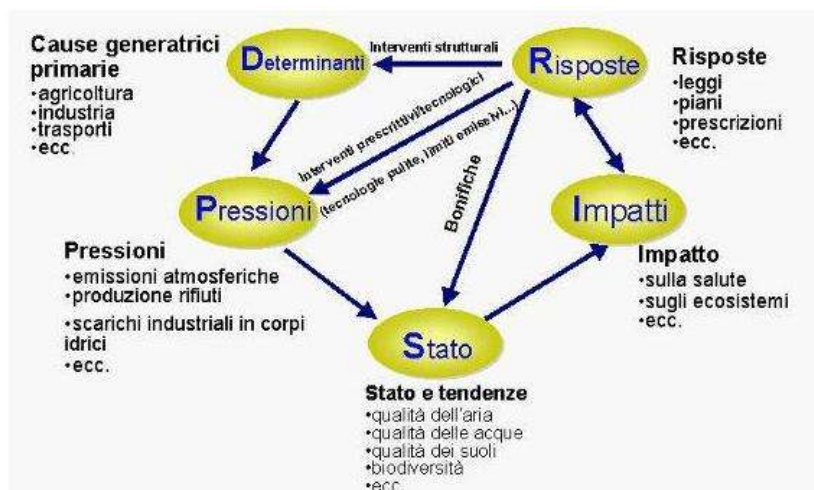 Cause generatrici
primarie
•agricoltura
•industria
•trasporti
•ecc.
Determinanti
Interventi strutturali
Risposte
Risposte
•leggi
•piani
•prescrizioni
•ecc.
Interventi prescrittivi/tecnologici
(tecnologie pulite, limiti emissivi...)
Bonifiche
Pressioni
Impatti
Pressioni
•emissioni atmosferiche
•produzione rifiuti
•scarichi industriali in corpi
idrici
•ecc.
Impatto
•sulla salute
•sugli ecosistemi
•ecc.
Stato
Stato e tendenze
•qualità dell'aria
•qualità delle acque
•qualità dei suoli
•biodiversità
•ecc.